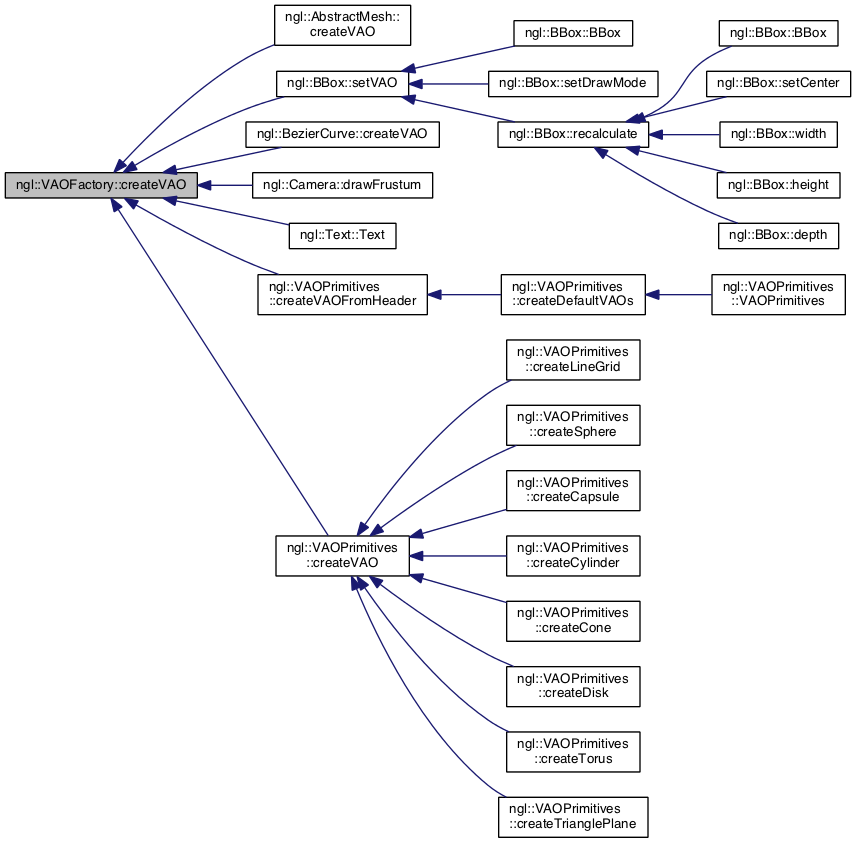 ngl::VAOFactory::createVAO
ngl::AbstractMesh::
createVAO
ngl::BBox::setVAO
ngl::BBox::BBox
ngl::BBox::setDrawMode
ngl::BBox::recalculate
ngl::BBox::BBox
ngl::BBox::setCenter
ngl::BBox::width
ngl::BBox::height
ngl::BBox::depth
ngl::BezierCurve::createVAO
ngl::Camera::drawFrustum
ngl::Text::Text
ngl::VAOPrimitives
::createVAOFromHeader
ngl::VAOPrimitives
::createDefaultVAOs
ngl::VAOPrimitives
::VAOPrimitives
ngl::VAOPrimitives
::createVAO
ngl::VAOPrimitives
::createLineGrid
ngl::VAOPrimitives
::createSphere
ngl::VAOPrimitives
::createCapsule
ngl::VAOPrimitives
::createCylinder
ngl::VAOPrimitives
::createCone
ngl::VAOPrimitives
::createDisk
ngl::VAOPrimitives
::createTorus
ngl::VAOPrimitives
::createTrianglePlane